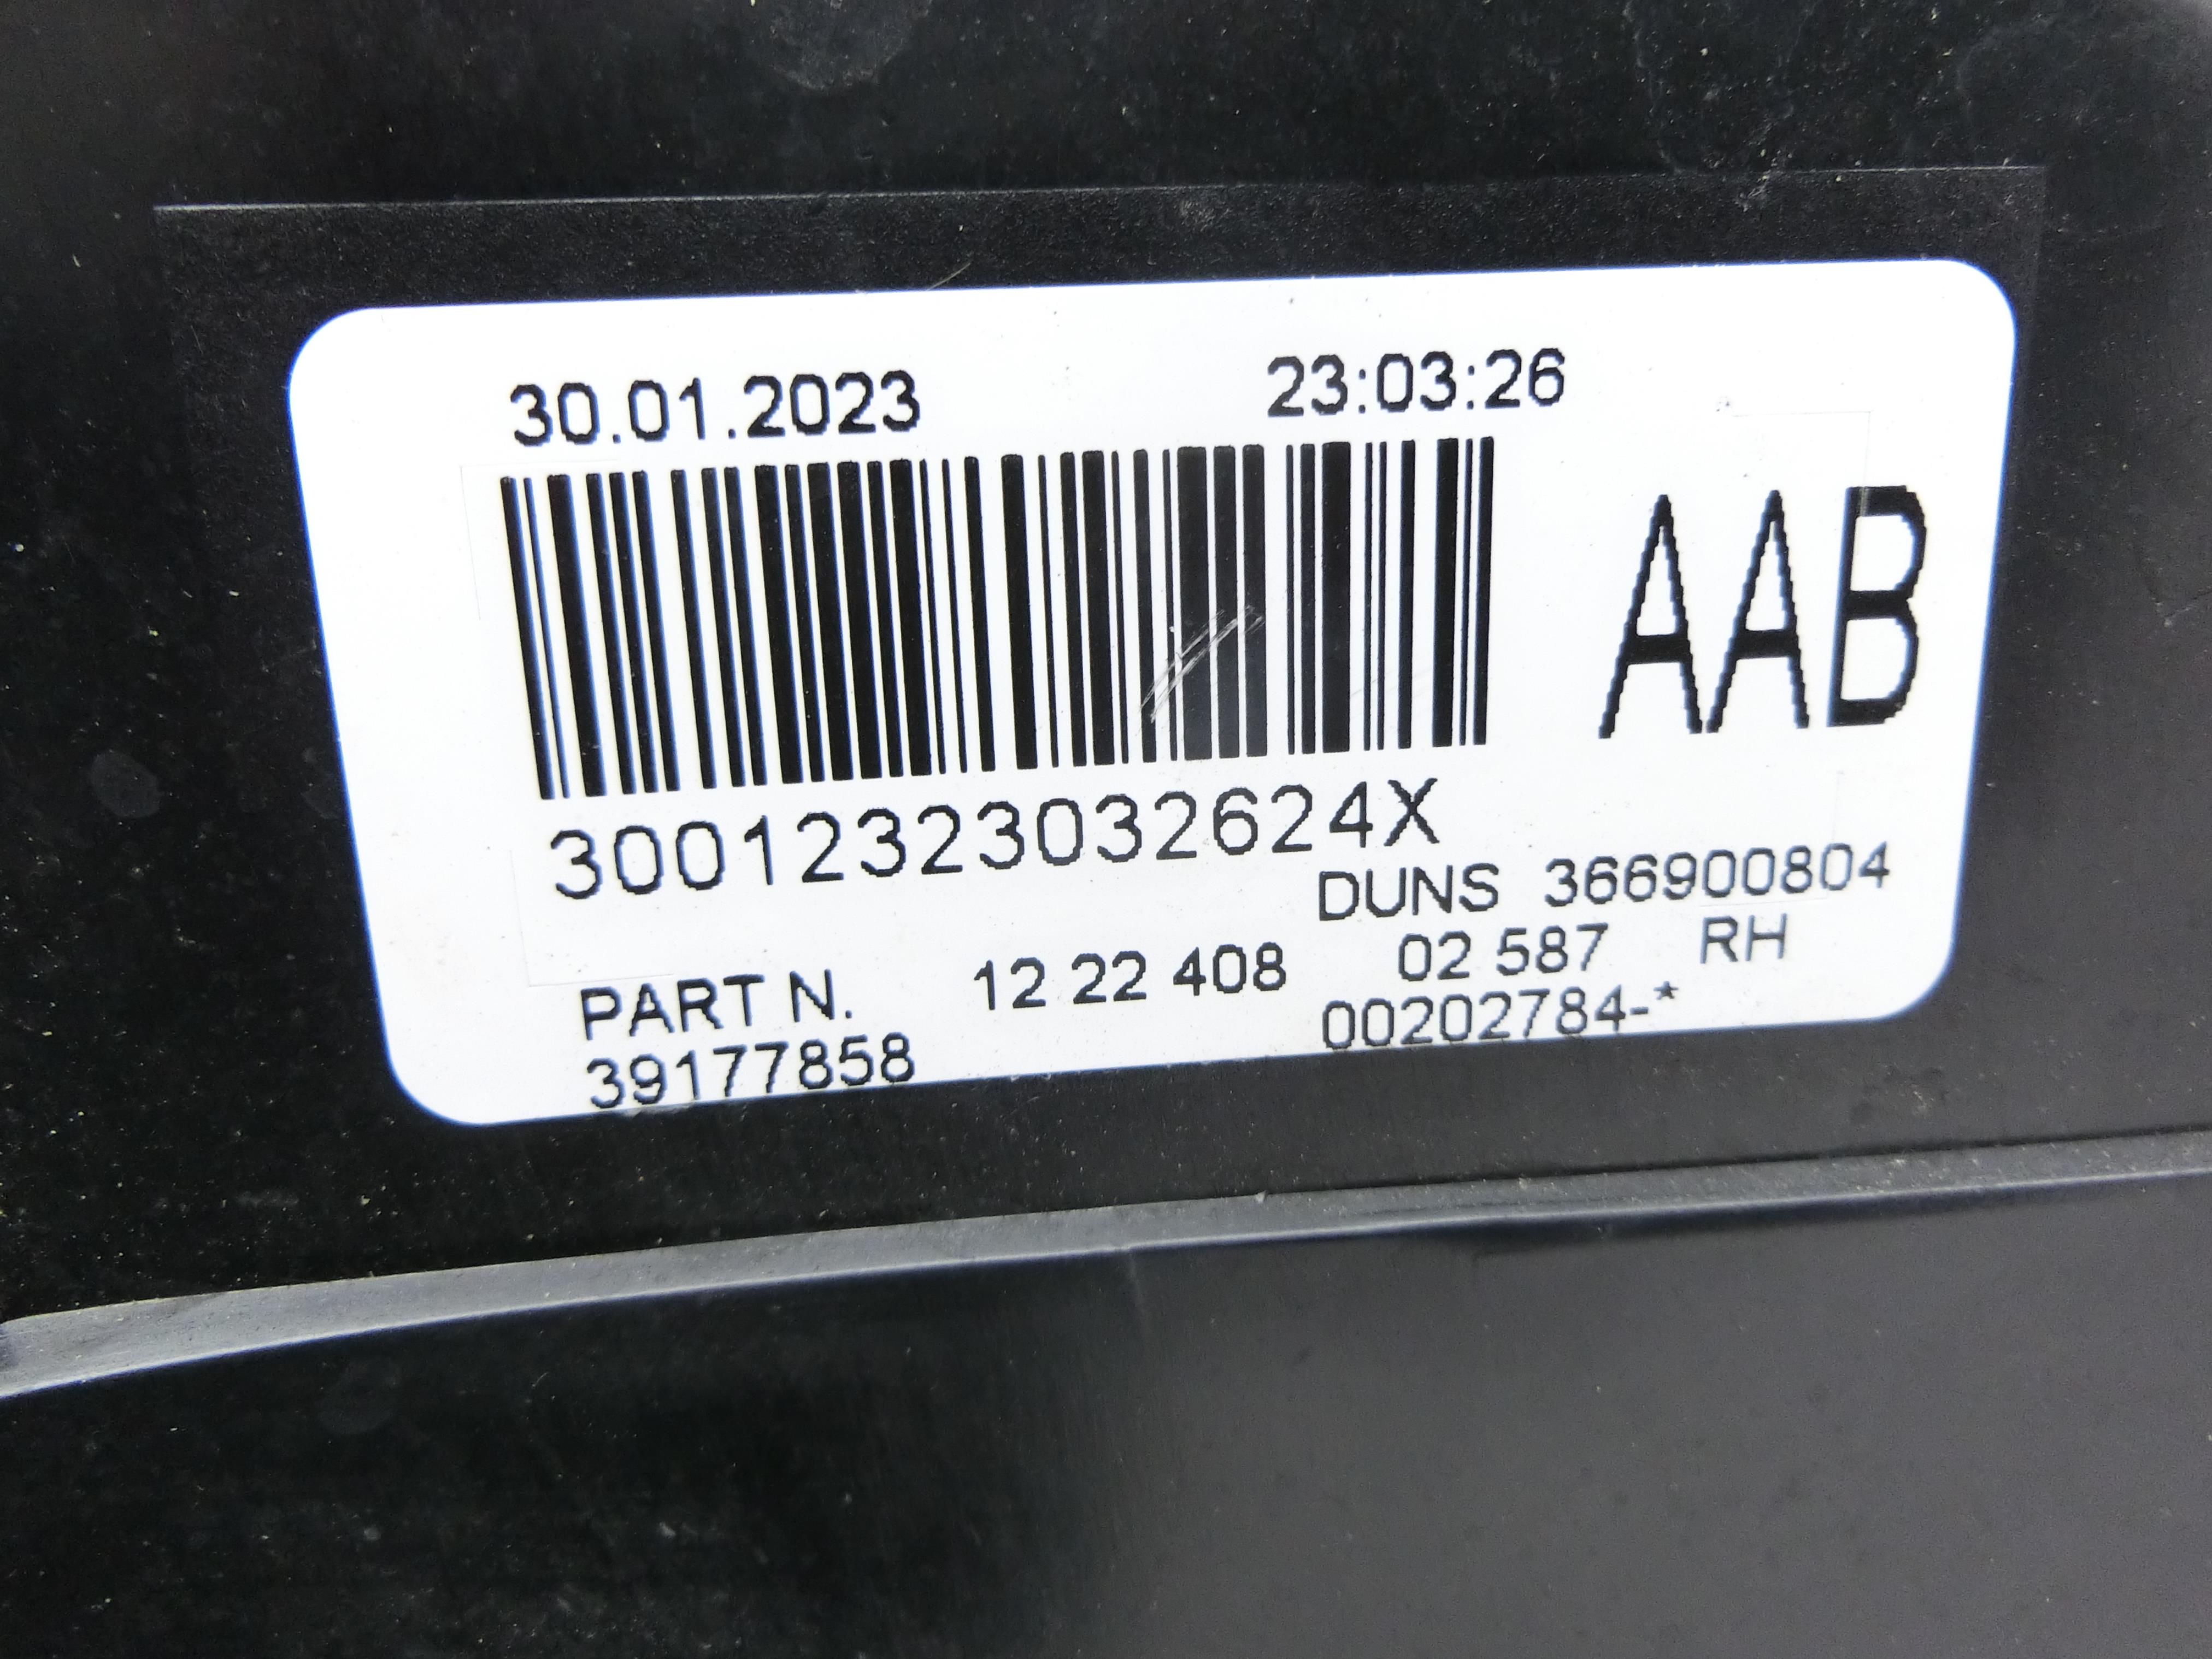 30.01.2023 23:03:26
AAB
30012323032624X
DUNS 366900804
PART N. 12 22 408 02 587 RH
39177858 00202784-*